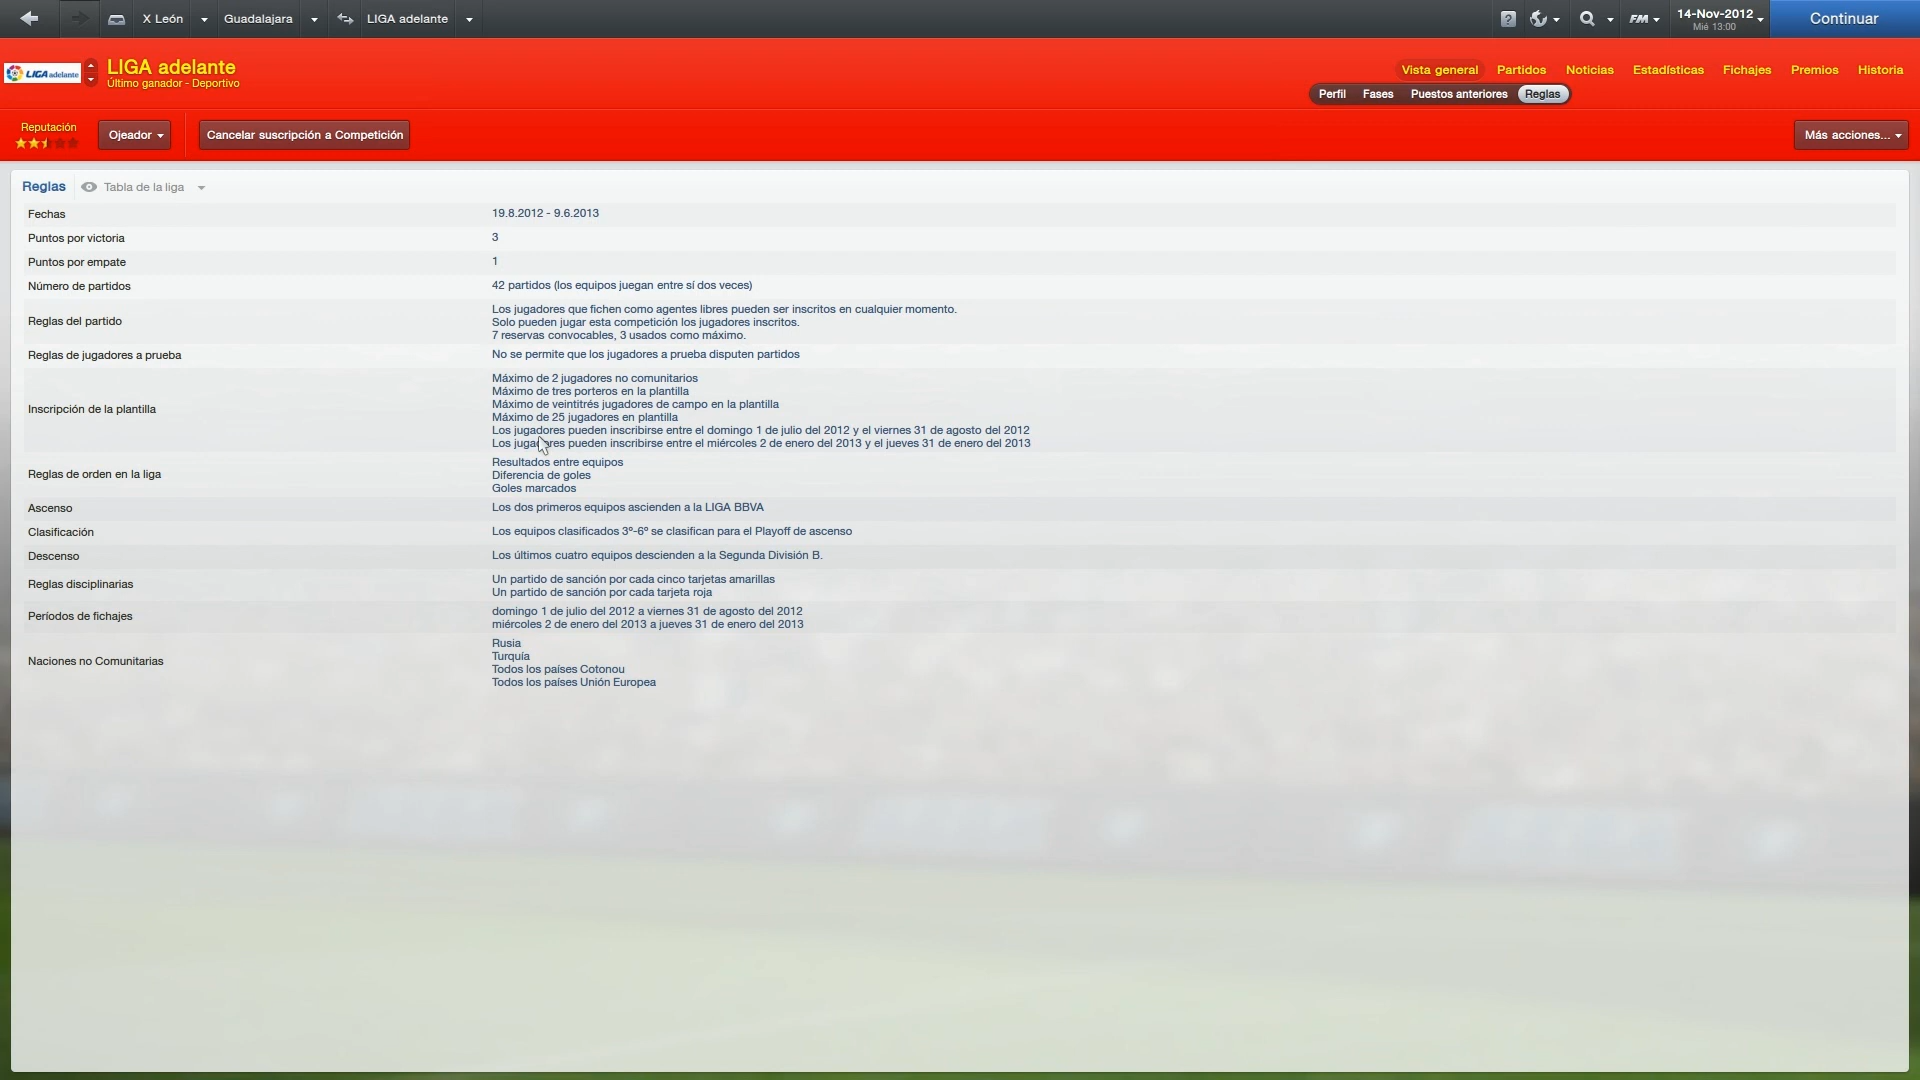 X León
Guadalajara
LIGA adelante
?
FM
14-Nov-2012
Mié 13:00
Continuar
LIGA adelante
LIGA adelante
Último ganador - Deportivo
Vista general
Partidos
Noticias
Estadísticas
Fichajes
Premios
Historia
Perfil
Fases
Puestos anteriores
Reglas
Reputación
Ojeador
Cancelar suscripción a Competición
Más acciones...
Reglas
Tabla de la liga
Fechas
19.8.2012 - 9.6.2013
Puntos por victoria
3
Puntos por empate
1
Número de partidos
42 partidos (los equipos juegan entre sí dos veces)
Reglas del partido
Los jugadores que fichen como agentes libres pueden ser inscritos en cualquier momento.
Solo pueden jugar esta competición los jugadores inscritos.
7 reservas convocables, 3 usados como máximo.
Reglas de jugadores a prueba
No se permite que los jugadores a prueba disputen partidos
Inscripción de la plantilla
Máximo de 2 jugadores no comunitarios
Máximo de tres porteros en la plantilla
Máximo de veintitrés jugadores de campo en la plantilla
Máximo de 25 jugadores en plantilla
Los jugadores pueden inscribirse entre el domingo 1 de julio del 2012 y el viernes 31 de agosto del 2012
Los jugadores pueden inscribirse entre el miércoles 2 de enero del 2013 y el jueves 31 de enero del 2013
Reglas de orden en la liga
Resultados entre equipos
Diferencia de goles
Goles marcados
Ascenso
Los dos primeros equipos ascienden a la LIGA BBVA
Clasificación
Los equipos clasificados 3º-6º se clasifican para el Playoff de ascenso
Descenso
Los últimos cuatro equipos descienden a la Segunda División B.
Reglas disciplinarias
Un partido de sanción por cada cinco tarjetas amarillas
Un partido de sanción por cada tarjeta roja
Períodos de fichajes
domingo 1 de julio del 2012 a viernes 31 de agosto del 2012
miércoles 2 de enero del 2013 a jueves 31 de enero del 2013
Naciones no Comunitarias
Rusia
Turquía
Todos los países Cotonou
Todos los países Unión Europea